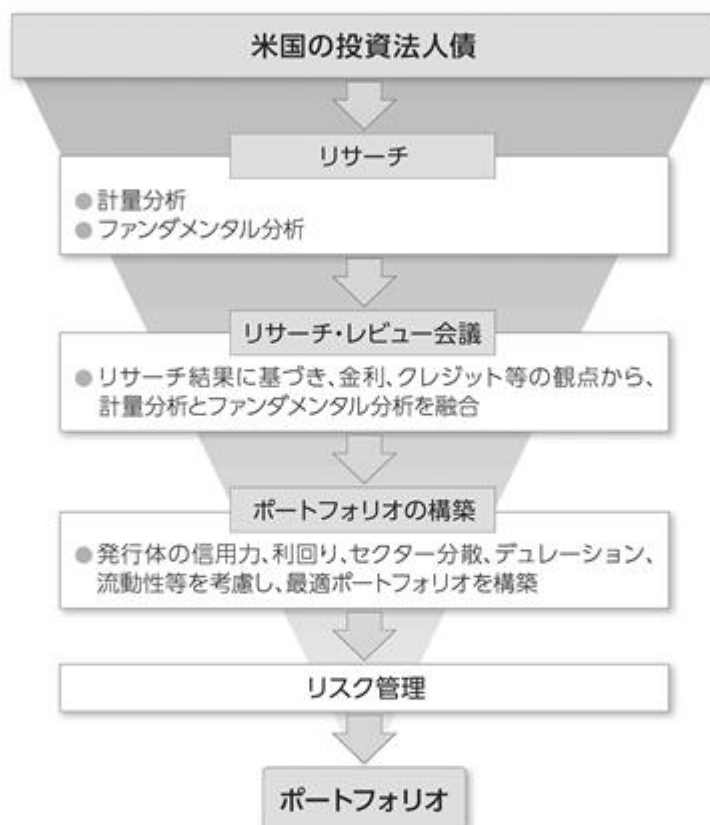 米国の投資法人債
リサーチ
●計量分析
●ファンダメンタル分析
リサーチ・レビュー会議
●リサーチ結果に基づき、金利、クレジット等の観点から、
計量分析とファンダメンタル分析を融合
ポートフォリオの構築
●発行体の信用力、利回り、セクター分散、デュレーション、
流動性等を考慮し、最適ポートフォリオを構築
リスク管理
ポートフォリオ